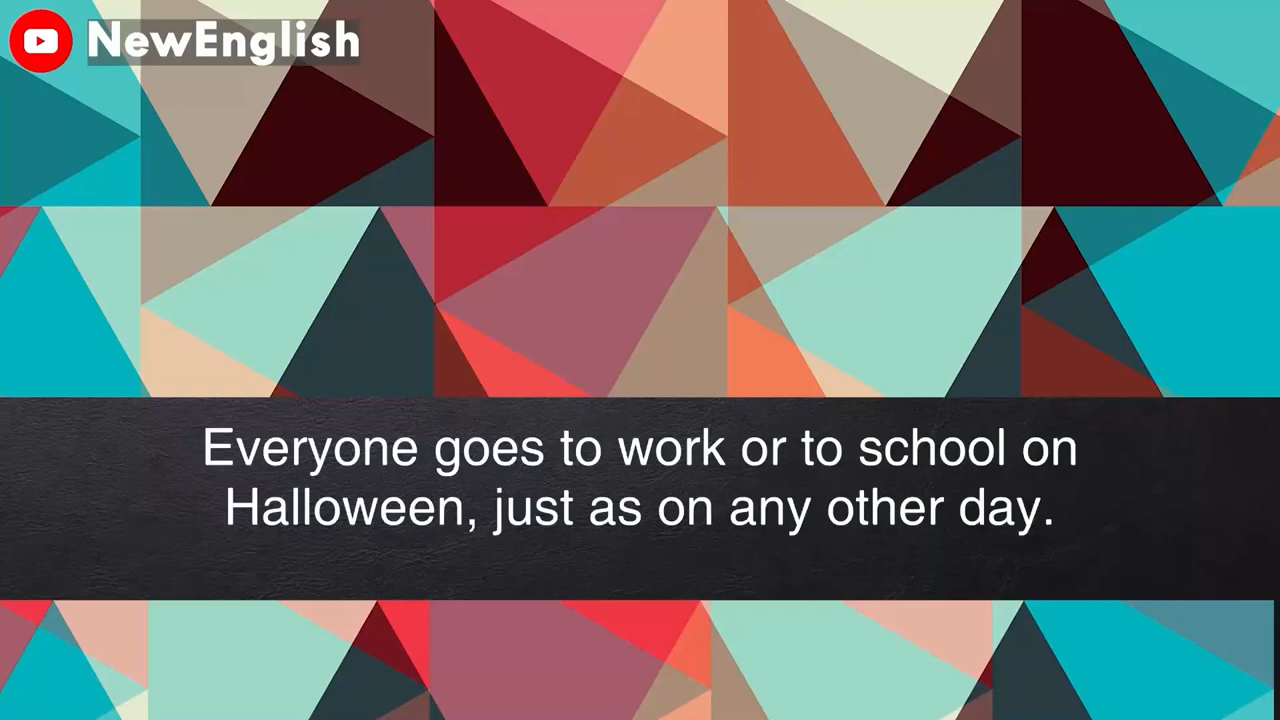 NewEnglish
Everyone goes to work or to school on
Halloween, just as on any other day.